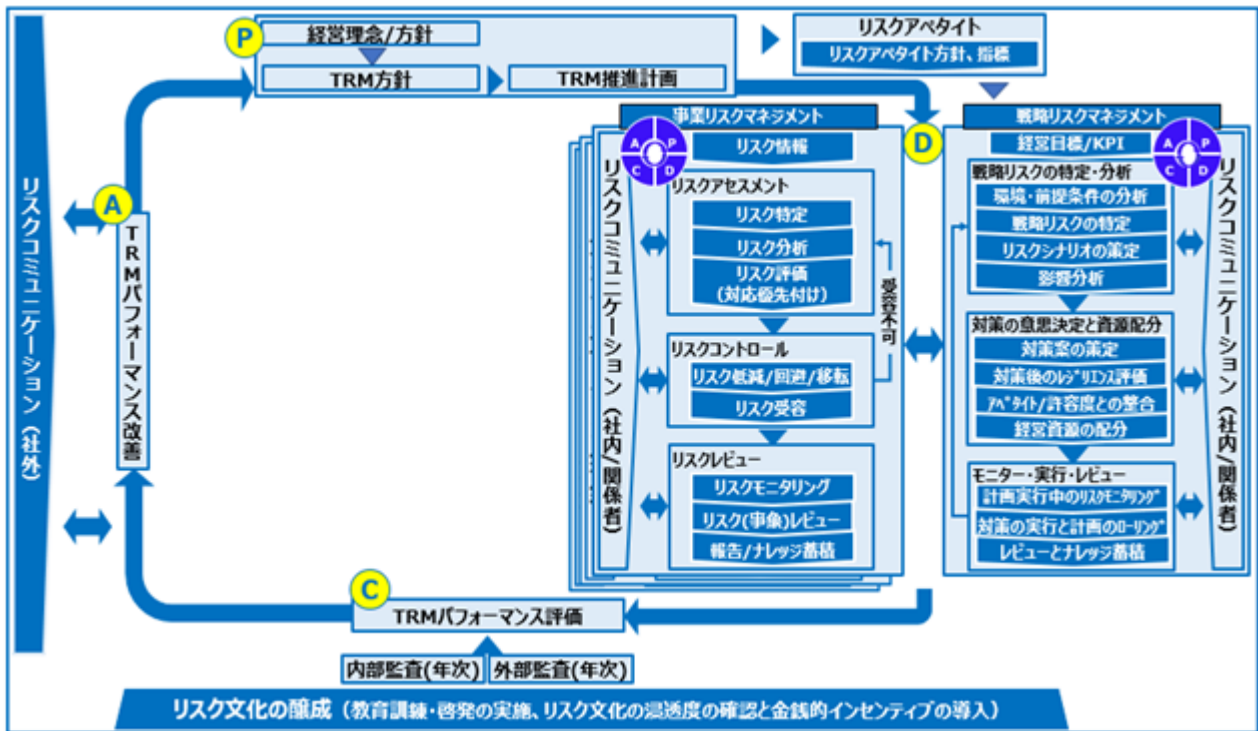 P
経営理念/方針
TRM方針
TRM推進計画
リスクアペタイト
リスクアペタイト方針、指標
D
事業リスクマネジメント
A
P
C
D
リスク情報
リスクコミュニケーション（社内/関係者）
リスクアセスメント
リスク特定
リスク分析
リスク評価
(対応優先付け)
受容不可
リスクコントロール
リスク低減/回避/移転
リスク受容
リスクレビュー
リスクモニタリング
リスク(事象)レビュー
報告/ナレッジ蓄積
戦略リスクマネジメント
経営目標/KPI
A
P
C
D
戦略リスクの特定・分析
環境・前提条件の分析
戦略リスクの特定
リスクシナリオの策定
影響分析
対策の意思決定と資源配分
対策案の策定
対策後のﾚｼﾞﾘｴﾝｽ評価
ｱﾍﾟﾀｲﾄ/許容度との整合
経営資源の配分
モニター・実行・レビュー
計画実行中のﾘｽｸﾓﾆﾀﾘﾝｸﾞ
対策の実行と計画のﾛｰﾘﾝｸﾞ
レビューとナレッジ蓄積
リスクコミュニケーション（社内/関係者）
C
TRMパフォーマンス評価
内部監査(年次)
外部監査(年次)
A
TRMパフォーマンス改善
リスクコミュニケーション（社外）
リスク文化の醸成（教育訓練・啓発の実施、リスク文化の浸透度の確認と金銭的インセンティブの導入）